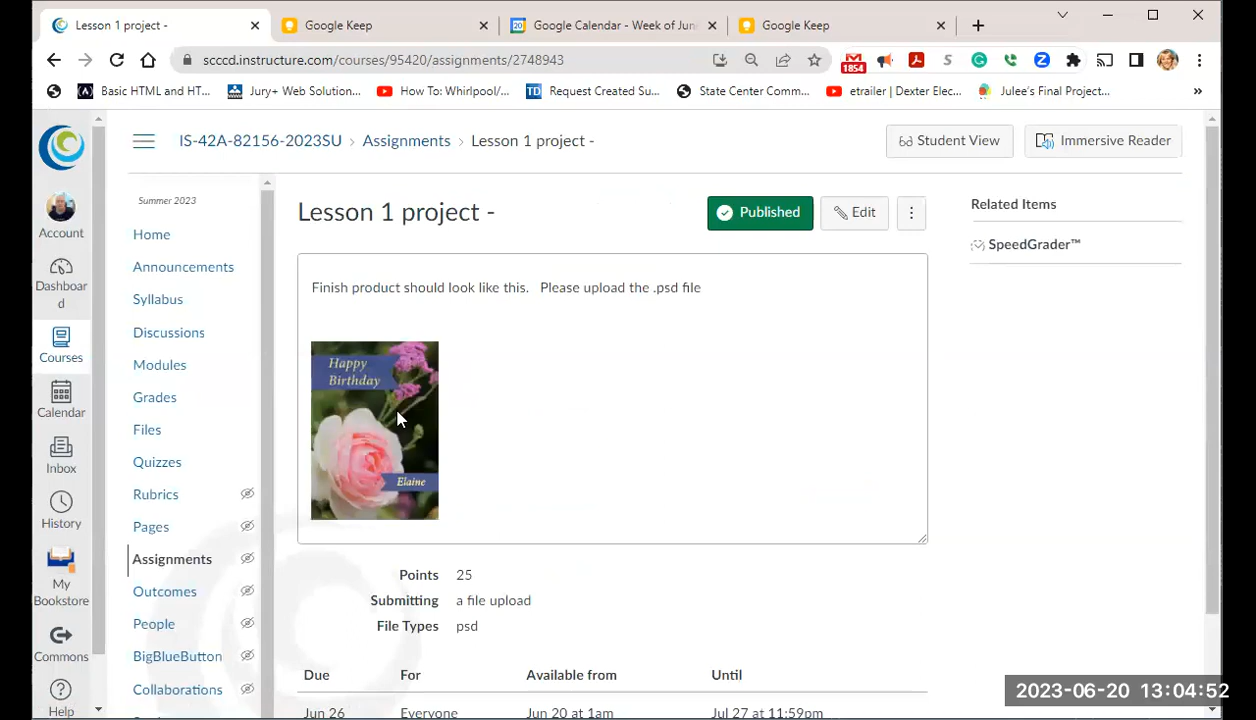 Lesson 1 project -
Google Keep
Google Calendar - Week of Jun
Google Keep
scccd.instructure.com/courses/95420/assignments/2748943
1854
Basic HTML and HT...
Jury+ Web Solution...
How To: Whirlpool/...
Request Created Su...
State Center Comm...
etrailer | Dexter Elec...
Julee's Final Project...
IS-42A-82156-2023SU > Assignments > Lesson 1 project -
Student View
Immersive Reader
Account
Dashboar
d
Courses
Calendar
20
Inbox
History
My
Bookstore
Commons
Help
Summer 2023
Home
Announcements
Syllabus
Discussions
Modules
Grades
Files
Quizzes
Rubrics
Pages
Assignments
Outcomes
People
BigBlueButton
Collaborations
Lesson 1 project -
Published
Edit
Related Items
SpeedGrader™
Finish product should look like this. Please upload the .psd file
Happy
Birthday
Elaine
Points 25
Submitting a file upload
File Types psd
Due For Available from Until
Jun 26 Everyone Jun 20 at 1am Jul 27 at 11:59pm
2023-06-20 13:04:52